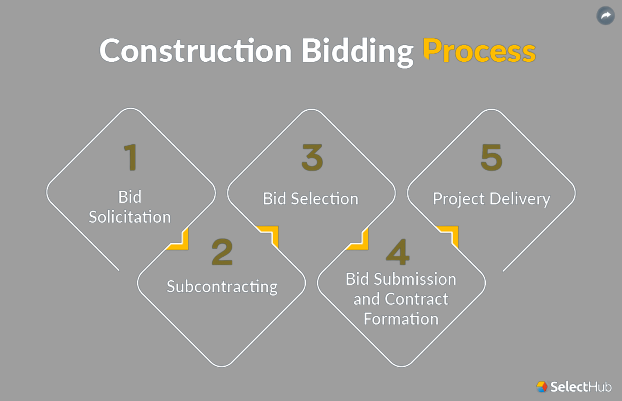 Construction Bidding Process
1
Bid
Solicitation
2
Subcontracting
3
Bid Selection
4
Bid Submission
and Contract
Formation
5
Project Delivery
SelectHub